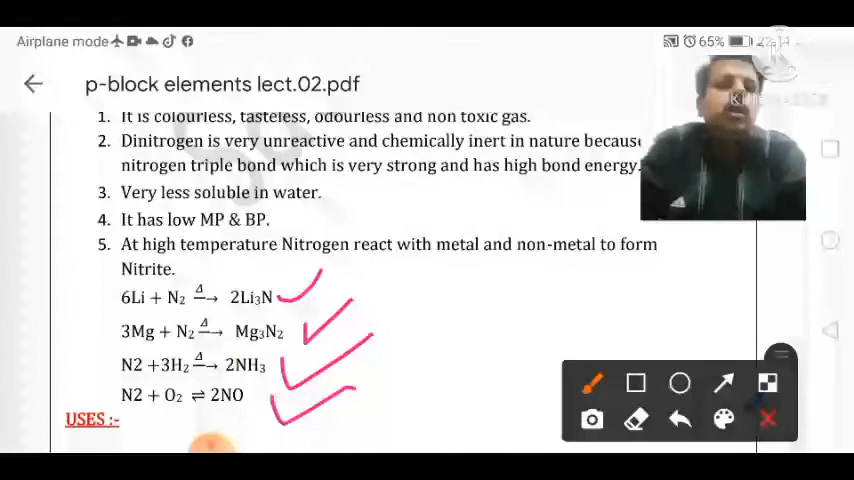 Airplane mode 65% 22:14
p-block elements lect.02.pdf
1. It is colourless, tasteless, odourless and non toxic gas.
2. Dinitrogen is very unreactive and chemically inert in nature because
nitrogen triple bond which is very strong and has high bond energy.
3. Very less soluble in water.
4. It has low MP & BP.
5. At high temperature Nitrogen react with metal and non-metal to form
Nitrite.
6Li + N₂ —Δ→ 2Li₃N
3Mg + N₂ —Δ→ Mg₃N₂
N2 +3H₂ —Δ→ 2NH₃
N2 + O₂ ⇌ 2NO
USES :-